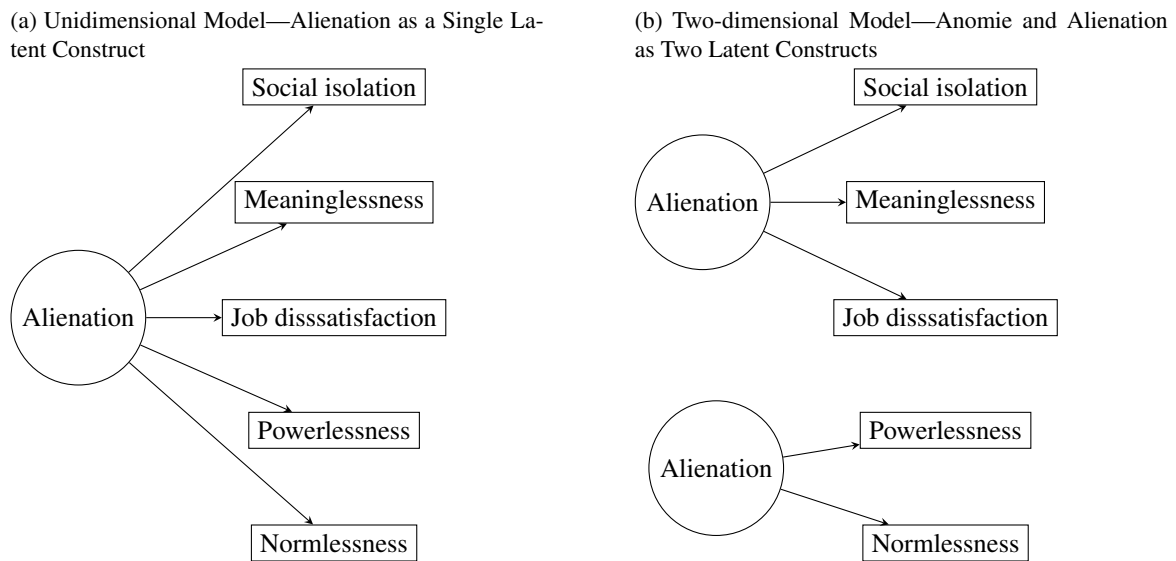 (a) Unidimensional Model—Alienation as a Single La-
tent Construct
Social isolation
Meaninglessness
Alienation
Job disssatisfaction
Powerlessness
Normlessness
(b) Two-dimensional Model—Anomie and Alienation
as Two Latent Constructs
Social isolation
Alienation
Meaninglessness
Job disssatisfaction
Powerlessness
Alienation
Normlessness